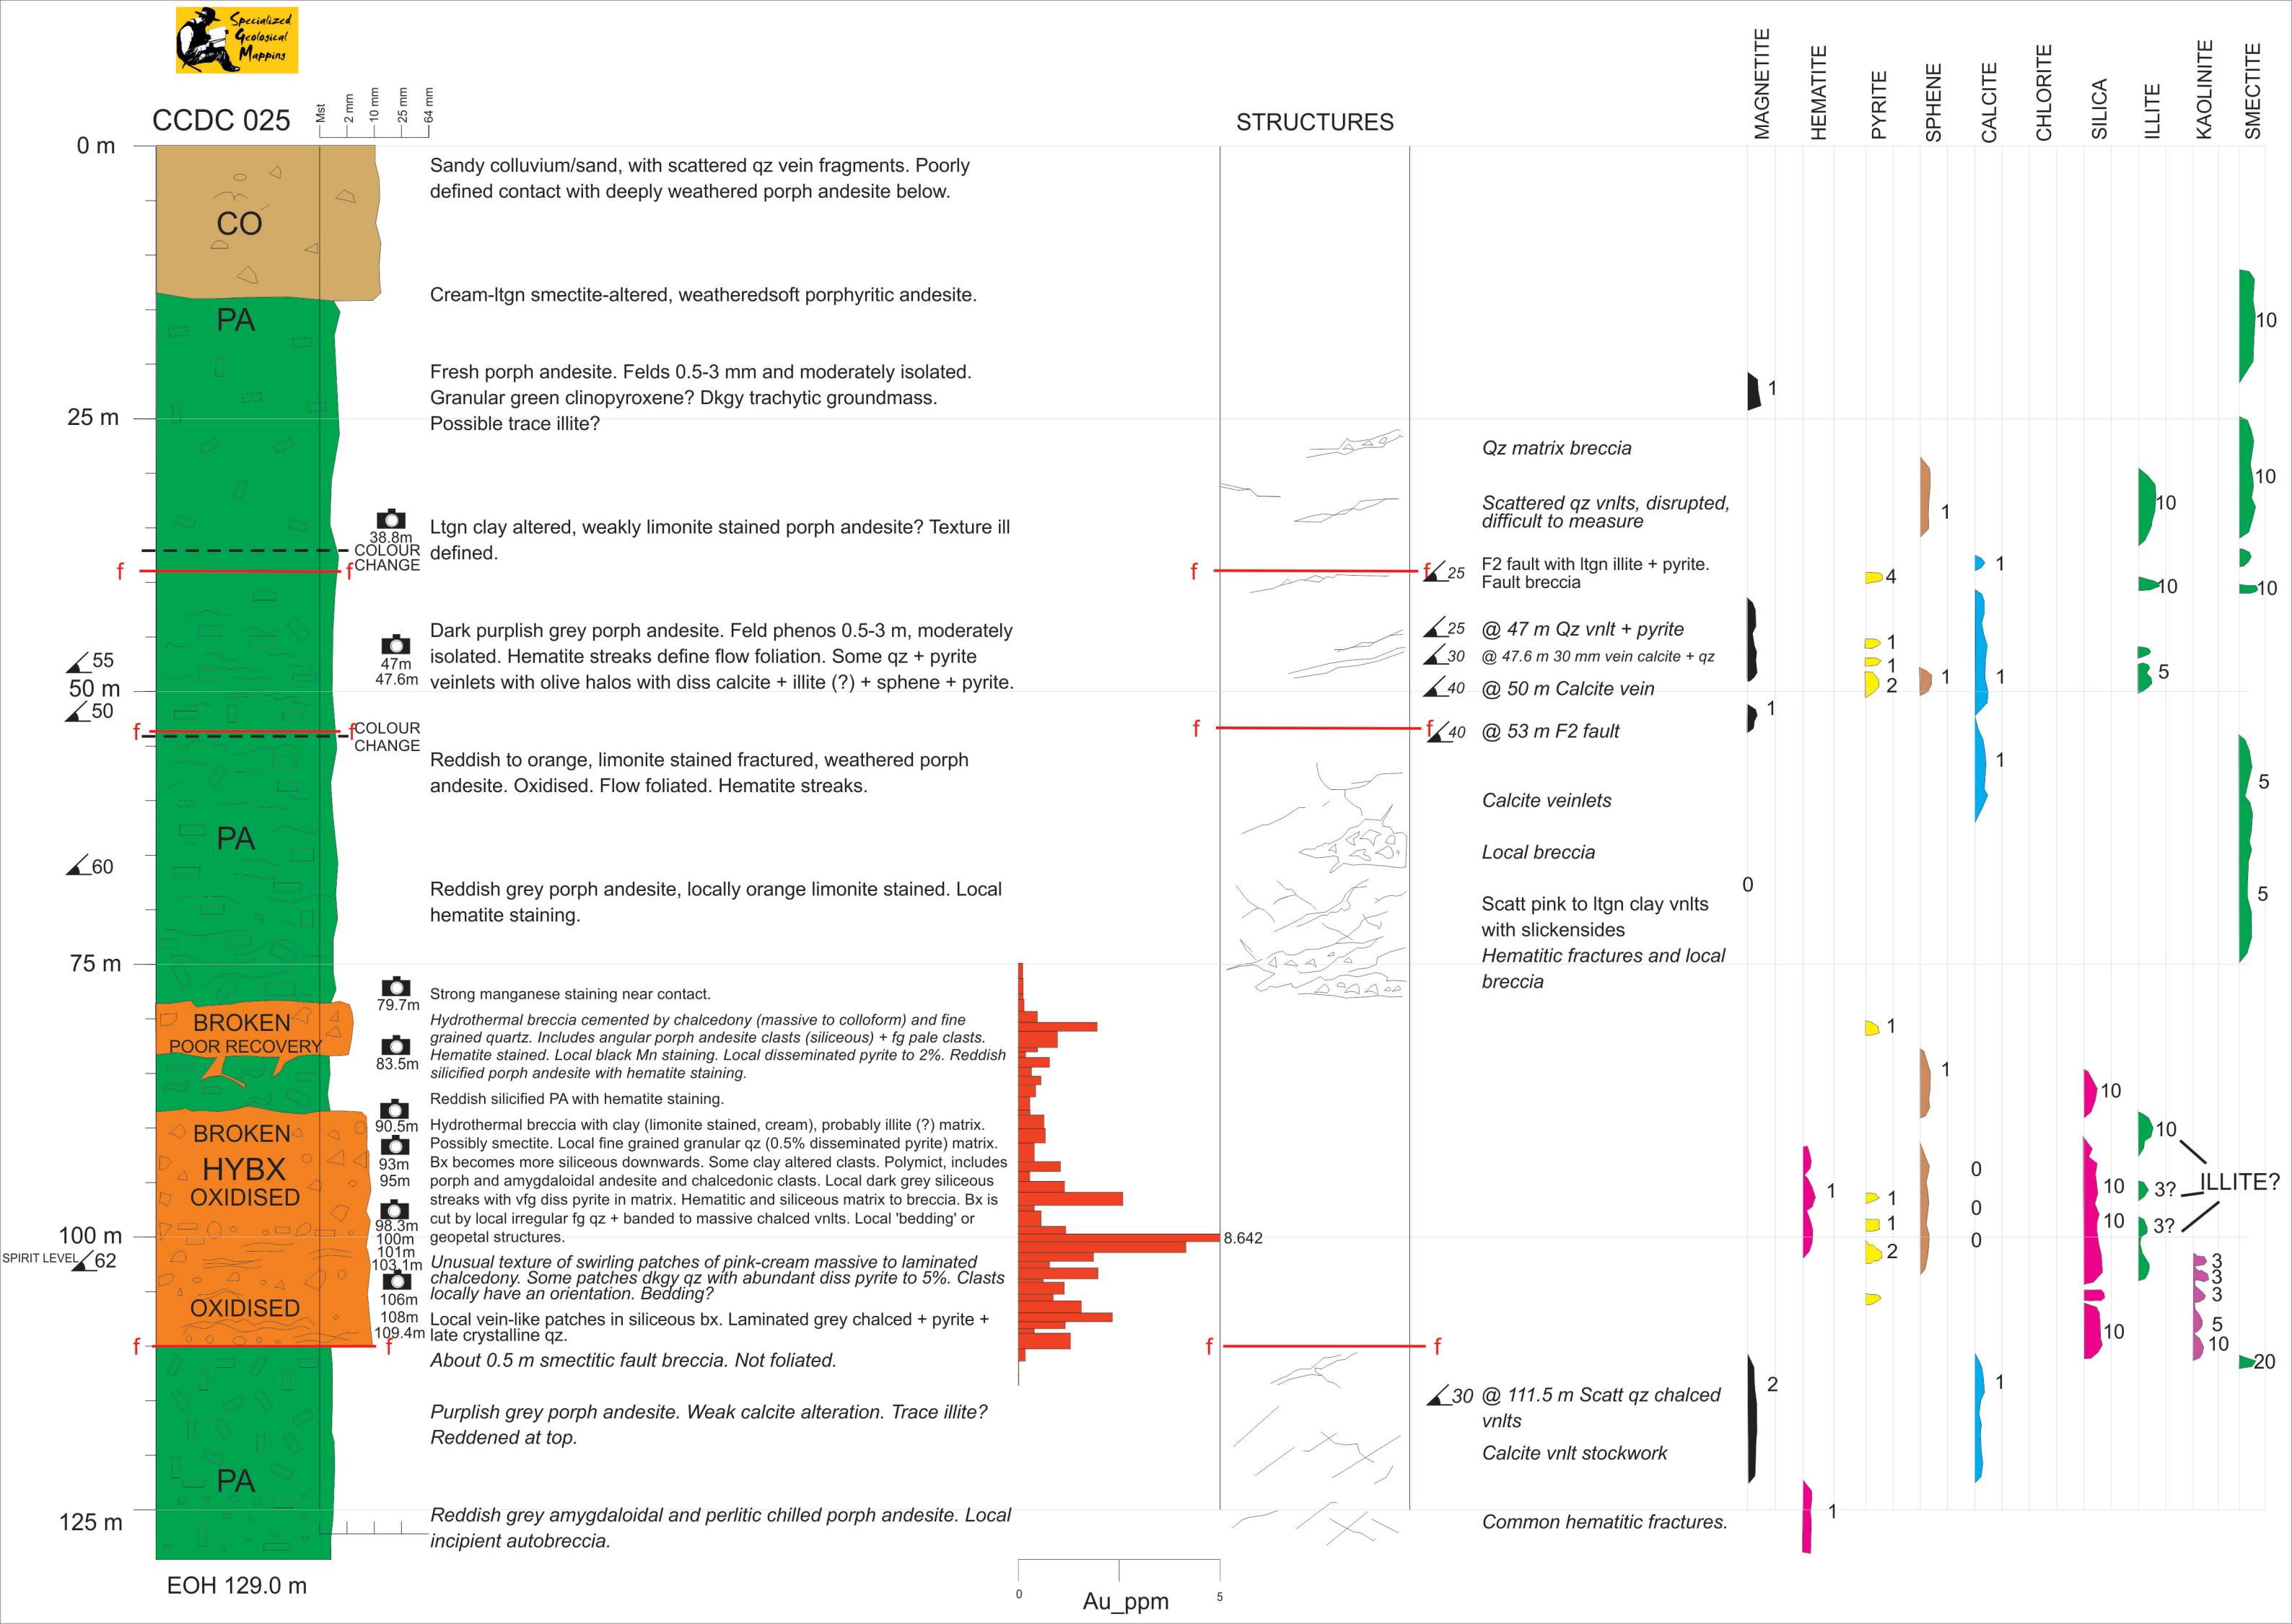 Specialized
Geological
Mapping
CCDC 025
Mst
2 mm
10 mm
25 mm
64 mm
STRUCTURES
MAGNETITE
HEMATITE
PYRITE
SPHENE
CALCITE
CHLORITE
SILICA
ILLITE
KAOLINITE
SMECTITE
0 m
CO
Sandy colluvium/sand, with scattered qz vein fragments. Poorly
defined contact with deeply weathered porph andesite below.
Cream-ltgn smectite-altered, weatheredsoft porphyritic andesite.
PA
10
Fresh porph andesite. Felds 0.5-3 mm and moderately isolated.
Granular green clinopyroxene? Dkgy trachytic groundmass.
Possible trace illite?
1
25 m
Qz matrix breccia
10
Scattered qz vnlts, disrupted,
difficult to measure
1
10
38.8m
COLOUR
CHANGE
Ltgn clay altered, weakly limonite stained porph andesite? Texture ill
defined.
f
f
f
f
25
F2 fault with ltgn illite + pyrite.
Fault breccia
4
1
10
10
Dark purplish grey porph andesite. Feld phenos 0.5-3 m, moderately
isolated. Hematite streaks define flow foliation. Some qz + pyrite
veinlets with olive halos with diss calcite + illite (?) + sphene + pyrite.
47m
47.6m
55
50 m
50
25 @ 47 m Qz vnlt + pyrite
30 @ 47.6 m 30 mm vein calcite + qz
40 @ 50 m Calcite vein
1
1
2
1
1
5
1
f
f
COLOUR
CHANGE
f
f
40 @ 53 m F2 fault
Reddish to orange, limonite stained fractured, weathered porph
andesite. Oxidised. Flow foliated. Hematite streaks.
1
5
Calcite veinlets
PA
Local breccia
60
Reddish grey porph andesite, locally orange limonite stained. Local
hematite staining.
0
5
Scatt pink to ltgn clay vnlts
with slickensides
Hematitic fractures and local
breccia
75 m
79.7m
Strong manganese staining near contact.
BROKEN
POOR RECOVERY
83.5m
Hydrothermal breccia cemented by chalcedony (massive to colloform) and fine
grained quartz. Includes angular porph andesite clasts (siliceous) + fg pale clasts.
Hematite stained. Local black Mn staining. Local disseminated pyrite to 2%. Reddish
silicified porph andesite with hematite staining.
1
1
10
Reddish silicified PA with hematite staining.
90.5m
BROKEN
HYBX
OXIDISED
93m
95m
98.3m
100m
101m
103.1m
Hydrothermal breccia with clay (limonite stained, cream), probably illite (?) matrix.
Possibly smectite. Local fine grained granular qz (0.5% disseminated pyrite) matrix.
Bx becomes more siliceous downwards. Some clay altered clasts. Polymict, includes
porph and amygdaloidal andesite and chalcedonic clasts. Local dark grey siliceous
streaks with vfg diss pyrite in matrix. Hematitic and siliceous matrix to breccia. Bx is
cut by local irregular fg qz + banded to massive chalced vnlts. Local 'bedding' or
geopetal structures.
10
0
1
1
10
3?
ILLITE?
0
1
10
3?
100 m
8.642
0
2
SPIRIT LEVEL 62
Unusual texture of swirling patches of pink-cream massive to laminated
chalcedony. Some patches dkgy qz with abundant diss pyrite to 5%. Clasts
locally have an orientation. Bedding?
3
3
3
106m
108m
109.4m
OXIDISED
Local vein-like patches in siliceous bx. Laminated grey chalced + pyrite +
late crystalline qz.
10
5
10
f
f
f
f
About 0.5 m smectitic fault breccia. Not foliated.
20
2
1
30 @ 111.5 m Scatt qz chalced
vnlts
Purplish grey porph andesite. Weak calcite alteration. Trace illite?
Reddened at top.
Calcite vnlt stockwork
PA
125 m
Reddish grey amygdaloidal and perlitic chilled porph andesite. Local
incipient autobreccia.
Common hematitic fractures.
1
EOH 129.0 m
0
5
Au_ppm